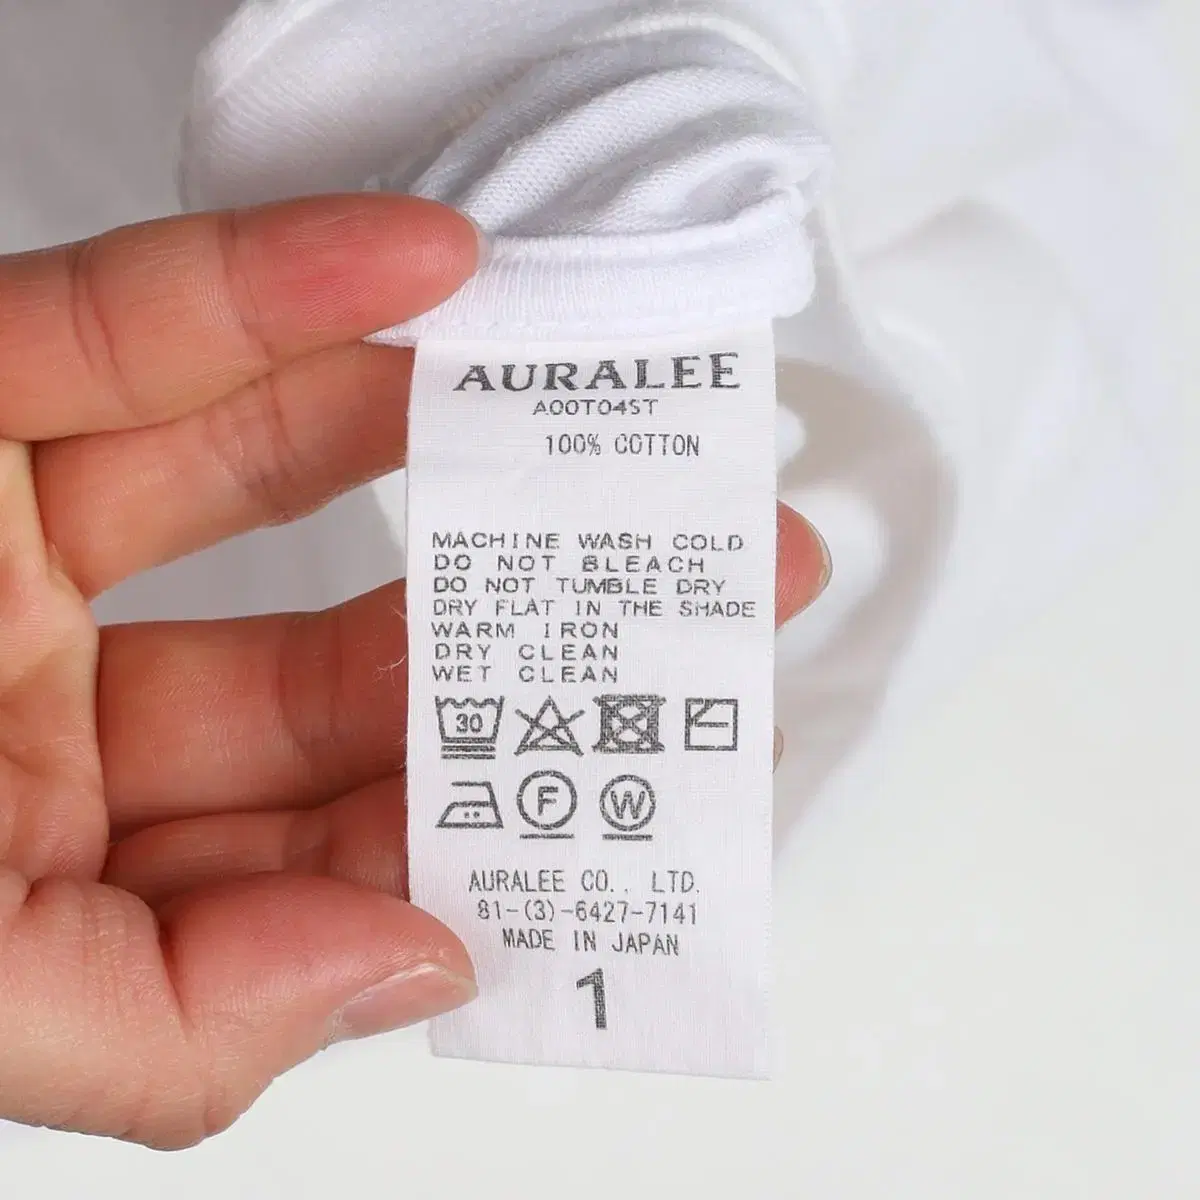 AURALEE
A00T04ST
100% COTTON
MACHINE WASH COLD
DO NOT BLEACH
DO NOT TUMBLE DRY
DRY FLAT IN THE SHADE
WARM IRON
DRY CLEAN
WET CLEAN
30
F W
AURALEE CO., LTD.
81-(3)-6427-7141
MADE IN JAPAN
1